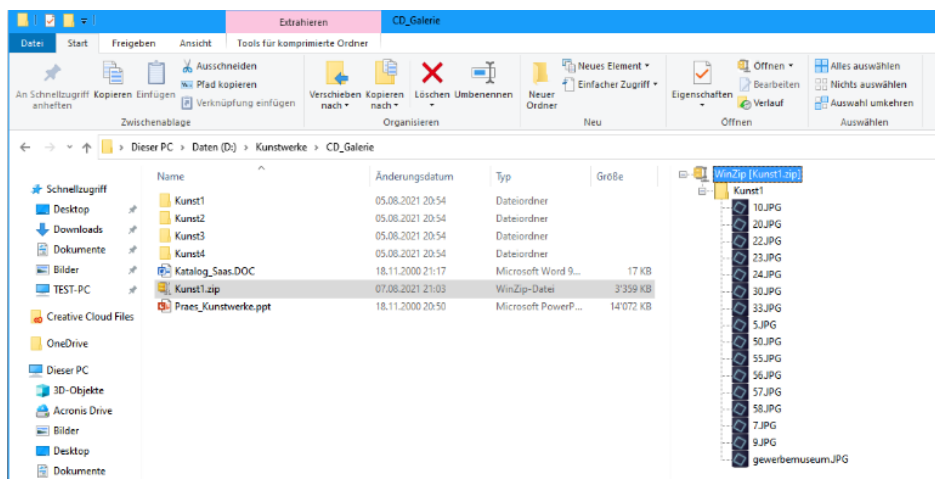 Extrahieren
CD_Galerie
Datei
Start
Freigeben
Ansicht
Tools für komprimierte Ordner
An Schnellzugriff anheften
Kopieren
Einfügen
Ausschneiden
Pfad kopieren
Verknüpfung einfügen
Zwischenablage
Verschieben nach
Kopieren nach
Löschen
Umbenennen
Organisieren
Neuer Ordner
Neues Element
Einfacher Zugriff
Neu
Eigenschaften
Öffnen
Bearbeiten
Verlauf
Öffnen
Alles auswählen
Nichts auswählen
Auswahl umkehren
Auswählen
Dieser PC > Daten (D:) > Kunstwerke > CD_Galerie
Schnellzugriff
Desktop
Downloads
Dokumente
Bilder
TEST-PC
Creative Cloud Files
OneDrive
Dieser PC
3D-Objekte
Acronis Drive
Bilder
Desktop
Dokumente
Name Änderungsdatum Typ Größe
Kunst1 05.08.2021 20:54 Dateiordner
Kunst2 05.08.2021 20:54 Dateiordner
Kunst3 05.08.2021 20:54 Dateiordner
Kunst4 05.08.2021 20:54 Dateiordner
Katalog_Saas.DOC 18.11.2000 21:17 Microsoft Word 9... 17 KB
Kunst1.zip 07.08.2021 21:03 WinZip-Datei 3'359 KB
Praes_Kunstwerke.ppt 18.11.2000 20:50 Microsoft PowerP... 14'072 KB
WinZip [Kunst1.zip]
Kunst1
10.JPG
20.JPG
22.JPG
23.JPG
24.JPG
30.JPG
33.JPG
5.JPG
50.JPG
55.JPG
56.JPG
57.JPG
58.JPG
7.JPG
9.JPG
gewerbemuseum.JPG